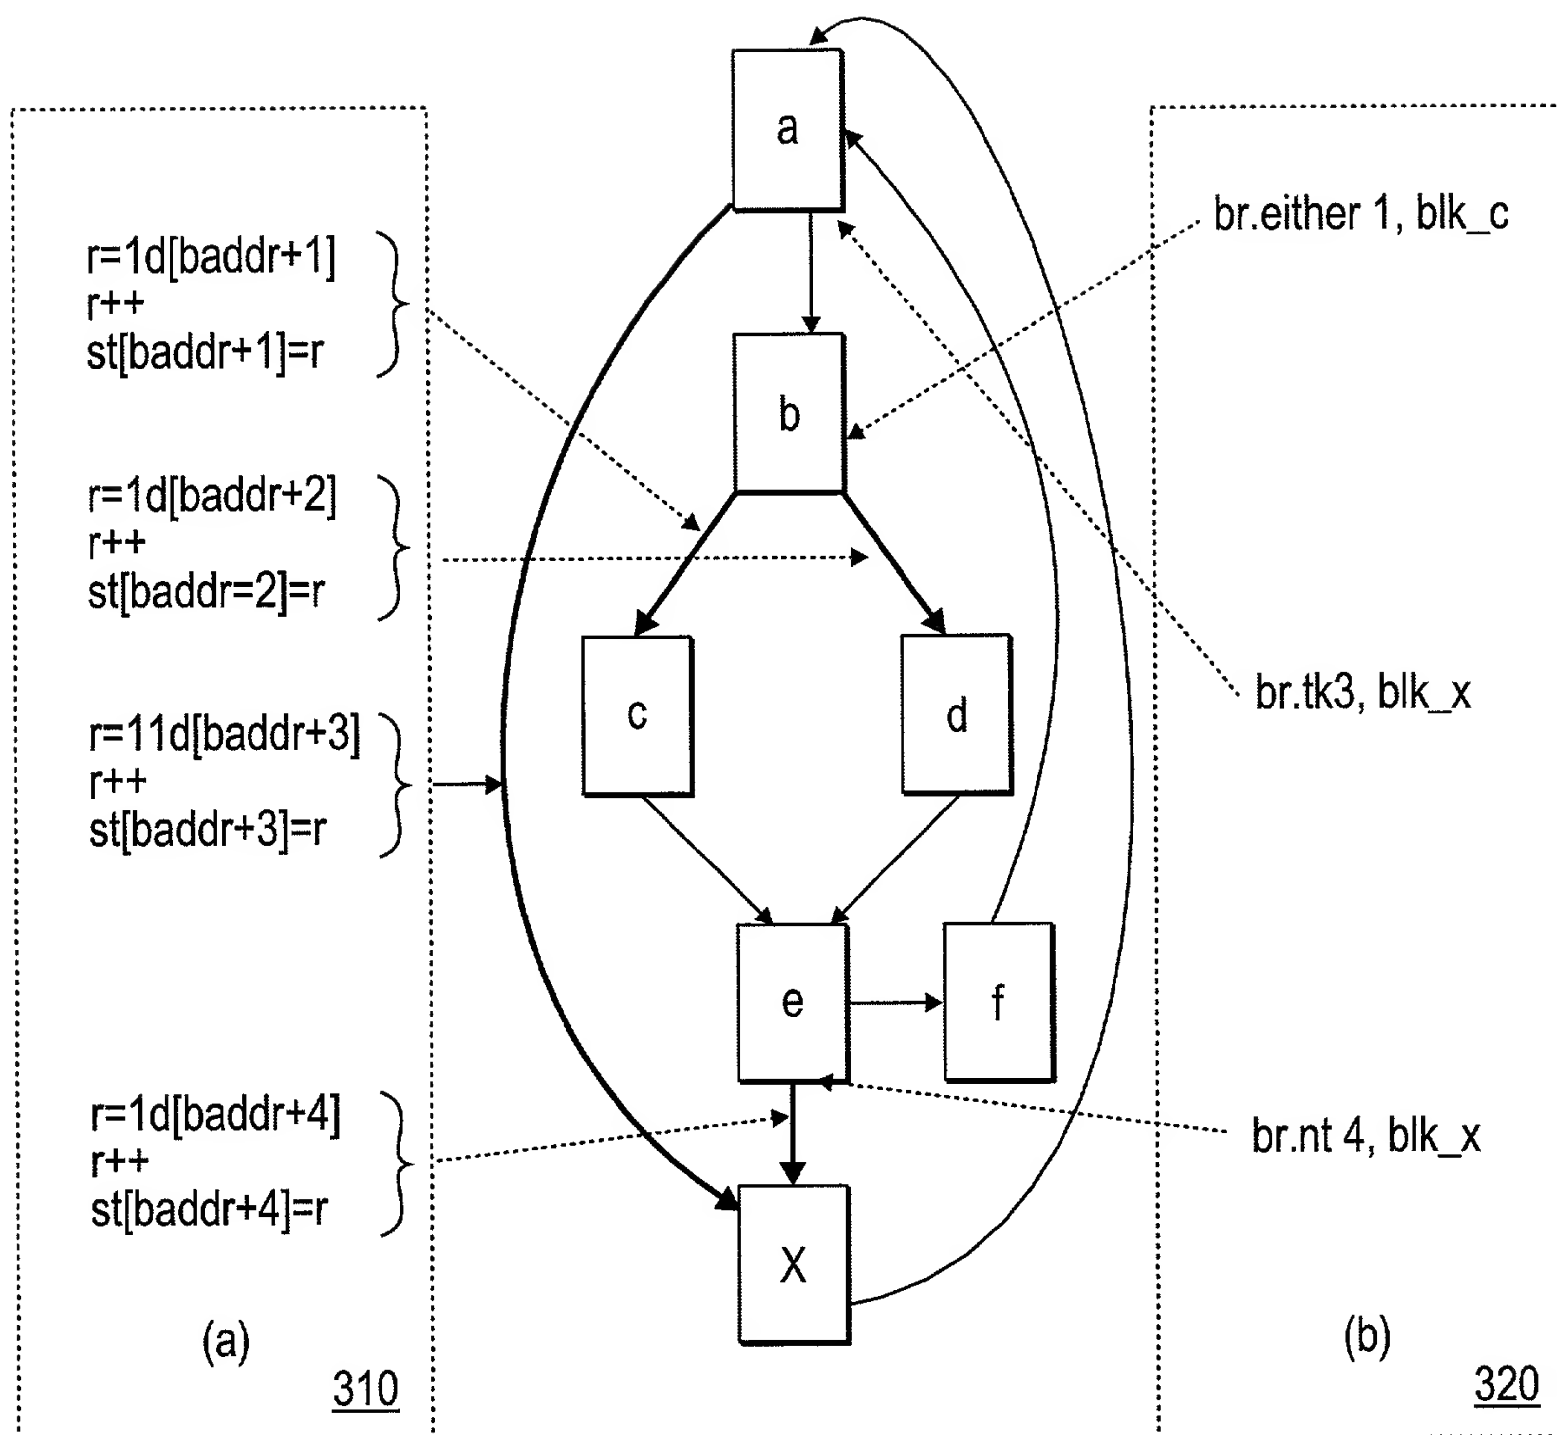 a
r=1d[baddr+1]
r++
st[baddr+1]=r
br.either 1, blk_c
b
r=1d[baddr+2]
r++
st[baddr=2]=r
c
d
br.tk3, blk_x
r=11d[baddr+3]
r++
st[baddr+3]=r
e
f
r=1d[baddr+4]
r++
st[baddr+4]=r
br.nt 4, blk_x
X
(a)
310
(b)
320